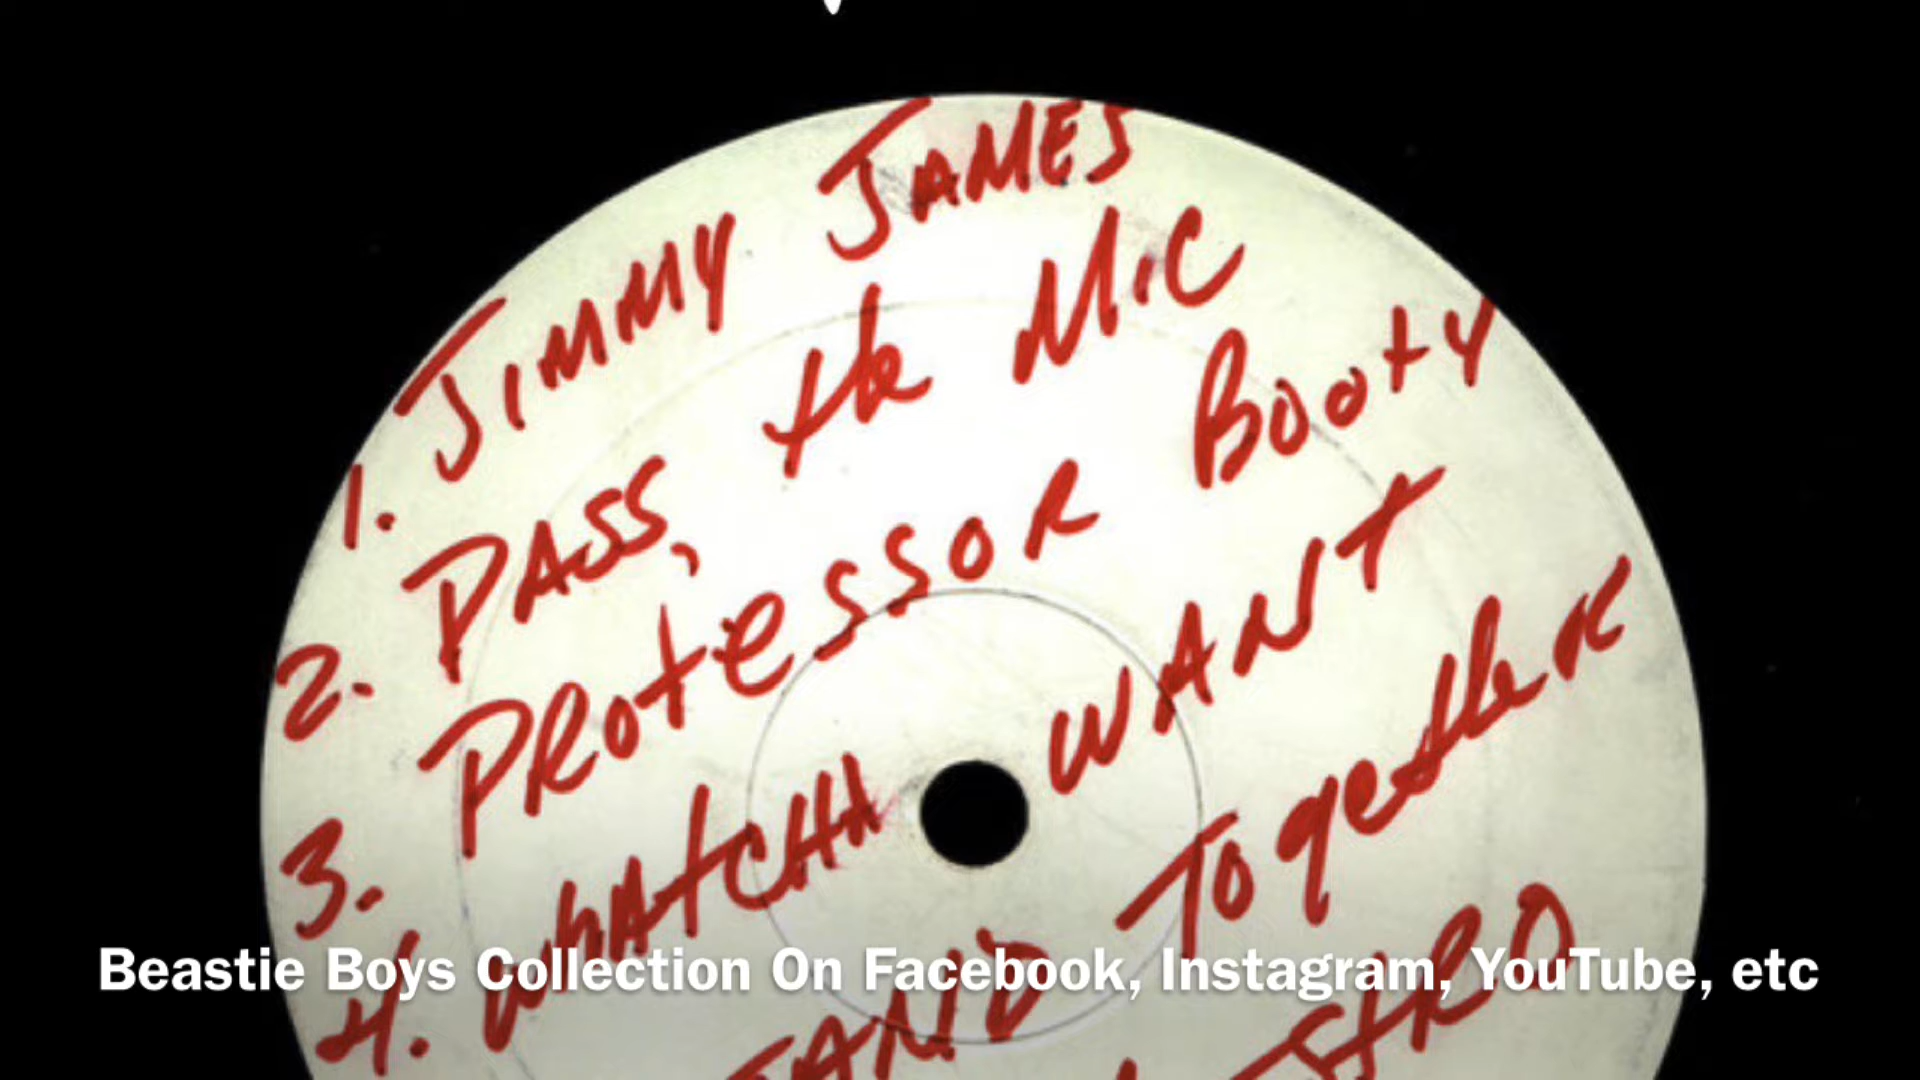 1. JIMMY JAMES
2. PASS, the MIC
3. PROfESSOR BOOty
4. WhATCHA WANT
TAND TOgetheR
Beastie Boys Collection On Facebook, Instagram, YouTube, etc